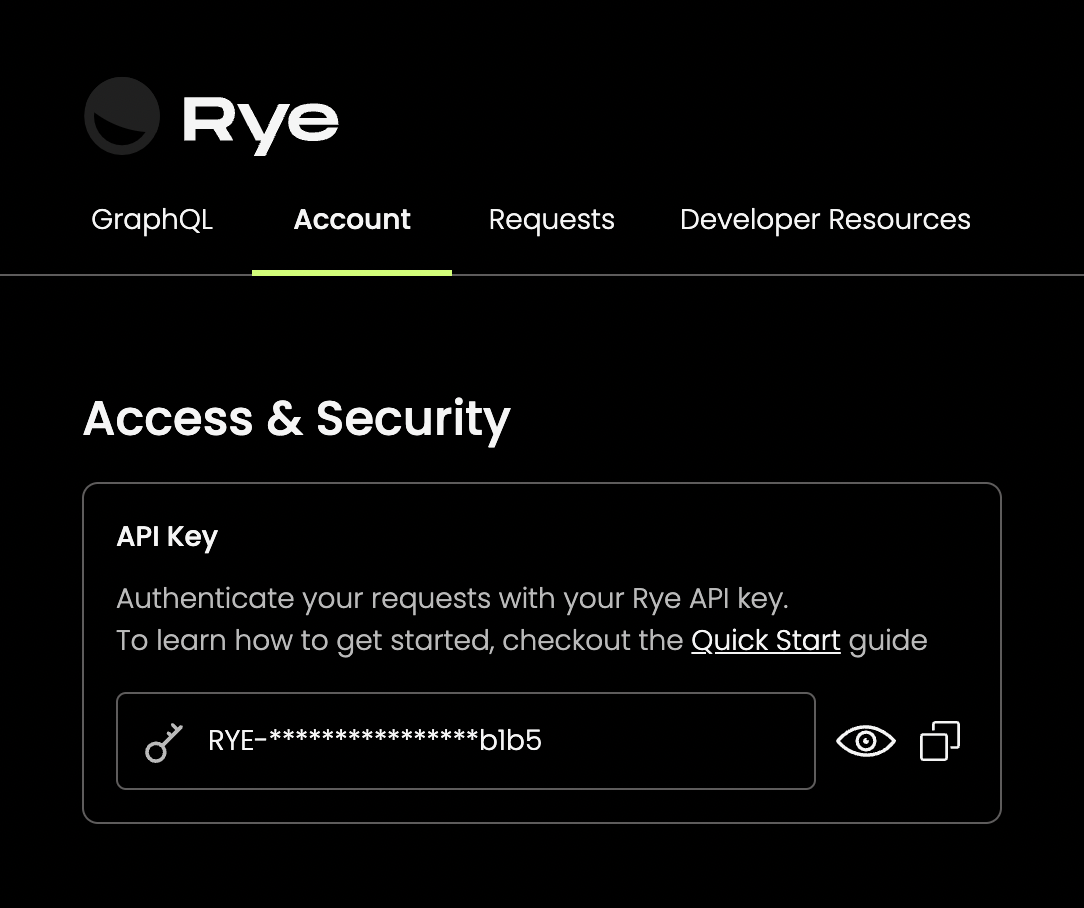 Rye
GraphQL Account Requests Developer Resources
Access & Security
API Key
Authenticate your requests with your Rye API key.
To learn how to get started, checkout the Quick Start guide
RYE-****************b1b5